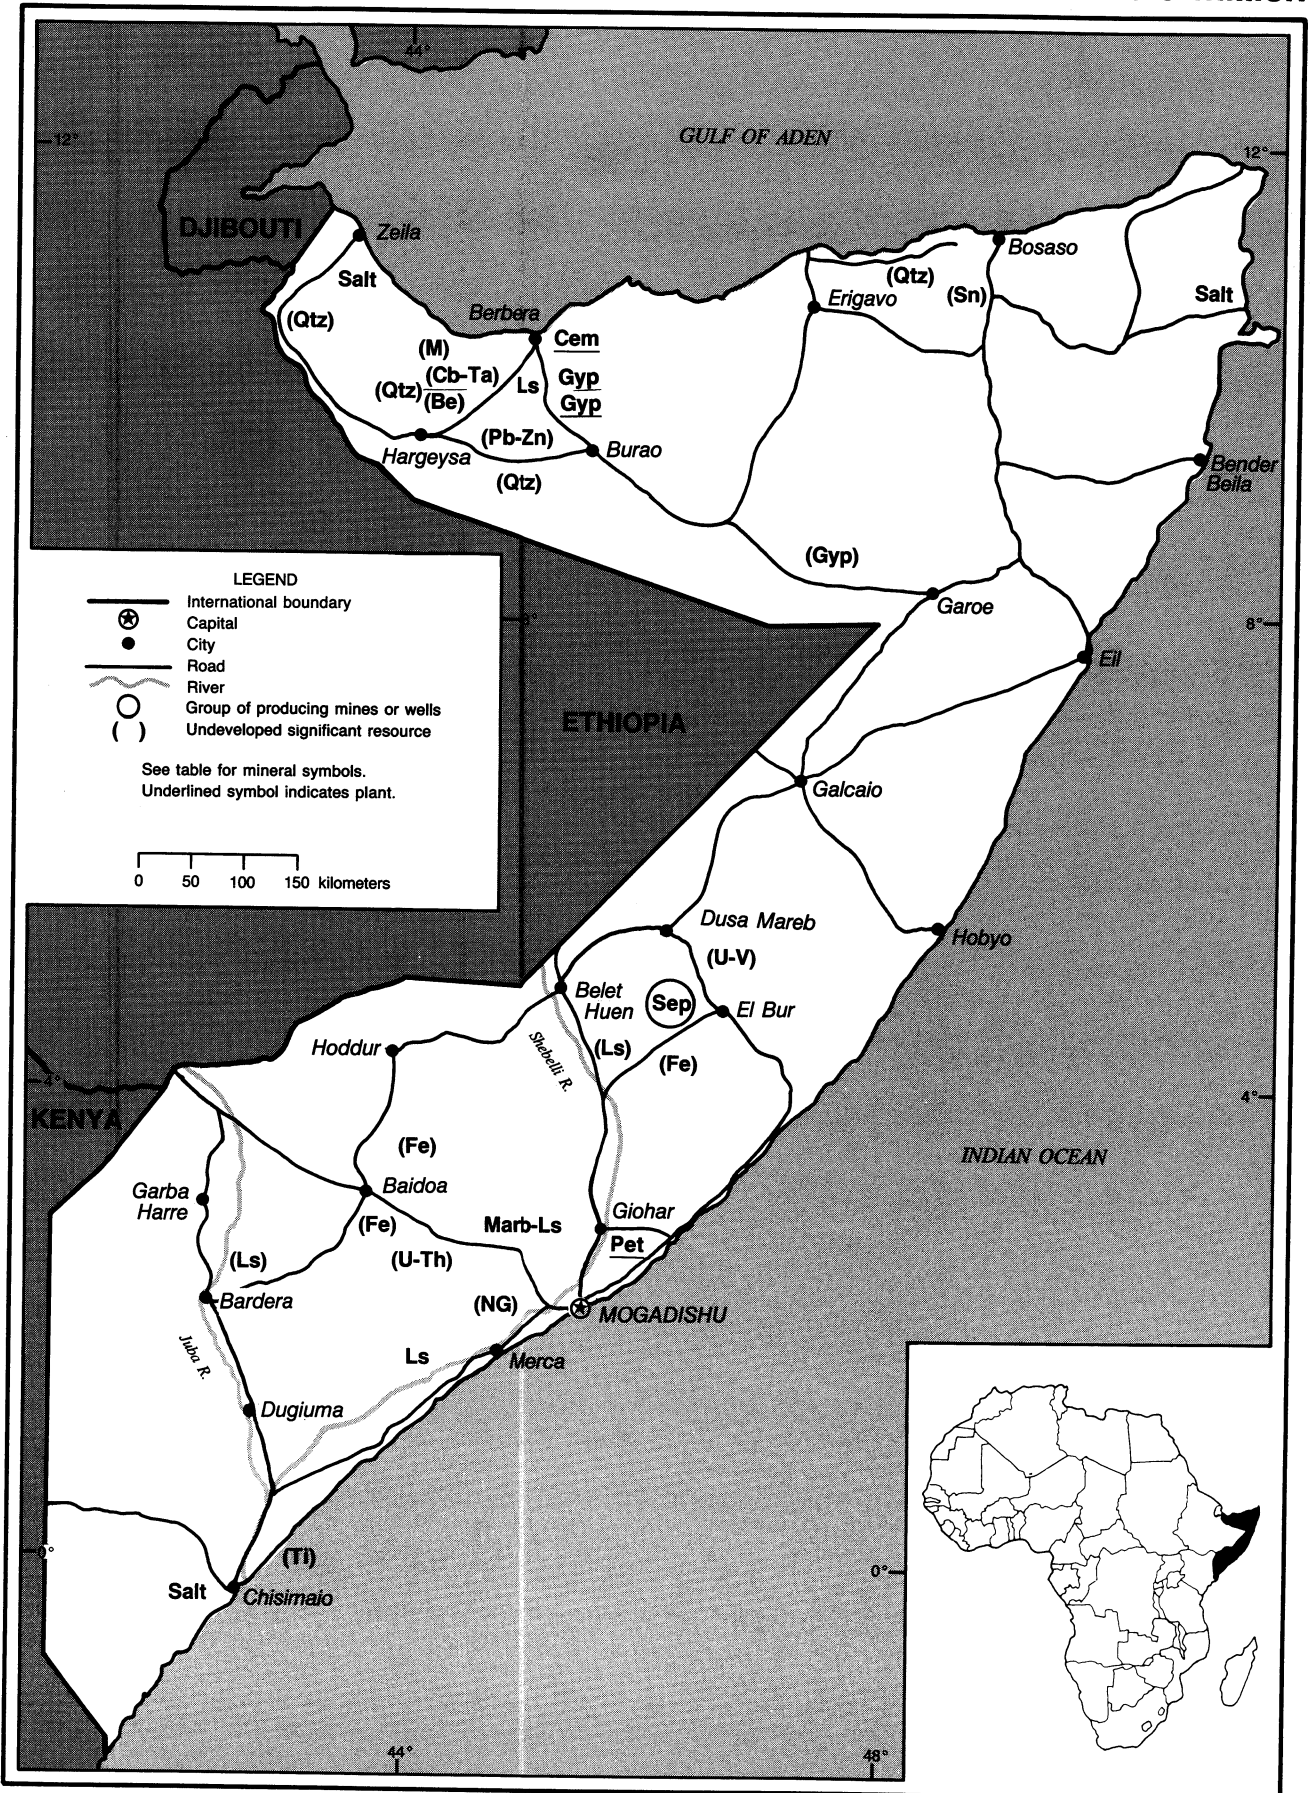 44°
12°
GULF OF ADEN
12°
DJIBOUTI
Zeila
Bosaso
Salt
(Qtz)
(Sn)
Salt
Erigavo
(Qtz)
Berbera
Cem
(M)
(Cb-Ta)
(Qtz)
(Be)
Ls
Gyp
Gyp
(Pb-Zn)
Hargeysa
Burao
(Qtz)
Bender
Beila
(Gyp)
Garoe
LEGEND
International boundary
Capital
City
Road
River
Group of producing mines or wells
( ) Undeveloped significant resource
See table for mineral symbols.
Underlined symbol indicates plant.
0 50 100 150 kilometers
8°
8°
Eil
ETHIOPIA
Galcaio
Dusa Mareb
Hobyo
(U-V)
Belet
Huen
Sep
El Bur
Shebelli R.
Hoddur
(Ls)
(Fe)
4°
4°
KENYA
(Fe)
INDIAN OCEAN
Garba
Harre
Baidoa
Giohar
(Fe)
Marb-Ls
Pet
(Ls)
(U-Th)
Bardera
(NG)
MOGADISHU
Juba R.
Ls
Merca
Dugiuma
0°
(Ti)
0°
Salt
Chisimaio
44°
48°